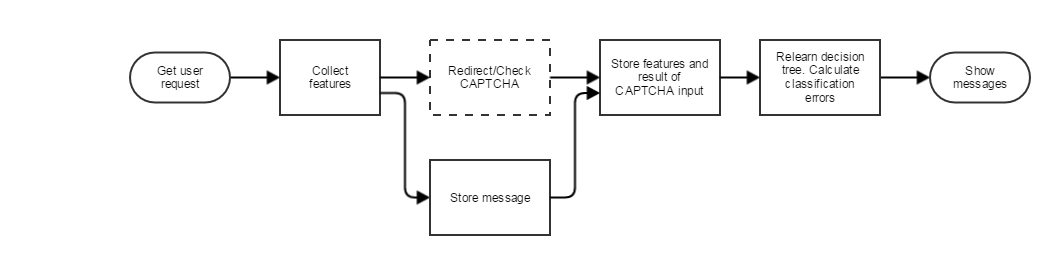 Get user
request
Collect
features
Redirect/Check
CAPTCHA
Store message
Store features and
result of
CAPTCHA input
Relearn decision
tree. Calculate
classification
errors
Show
messages